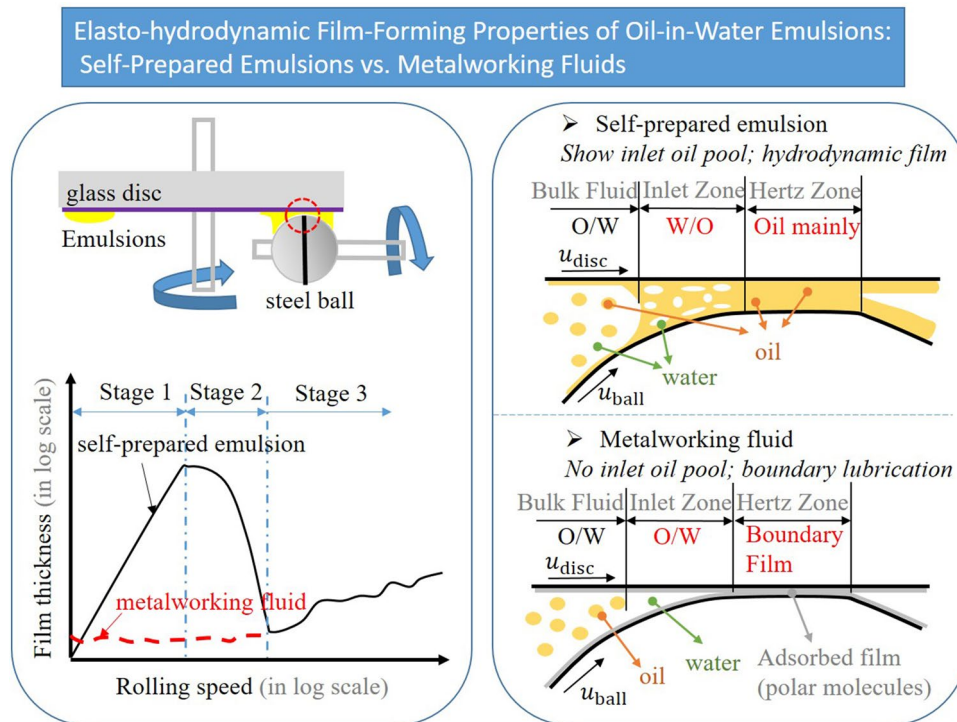 Elasto-hydrodynamic Film-Forming Properties of Oil-in-Water Emulsions:
Self-Prepared Emulsions vs. Metalworking Fluids
glass disc
Emulsions
steel ball
Stage 1
Stage 2
Stage 3
self-prepared emulsion
metalworking fluid
Film thickness (in log scale)
Rolling speed (in log scale)
➤ Self-prepared emulsion
Show inlet oil pool; hydrodynamic film
Bulk Fluid Inlet Zone Hertz Zone
O/W W/O Oil mainly
u_disc
oil
water
u_ball
➤ Metalworking fluid
No inlet oil pool; boundary lubrication
Bulk Fluid Inlet Zone Hertz Zone
O/W O/W Boundary
Film
u_disc
oil
water
Adsorbed film
(polar molecules)
u_ball